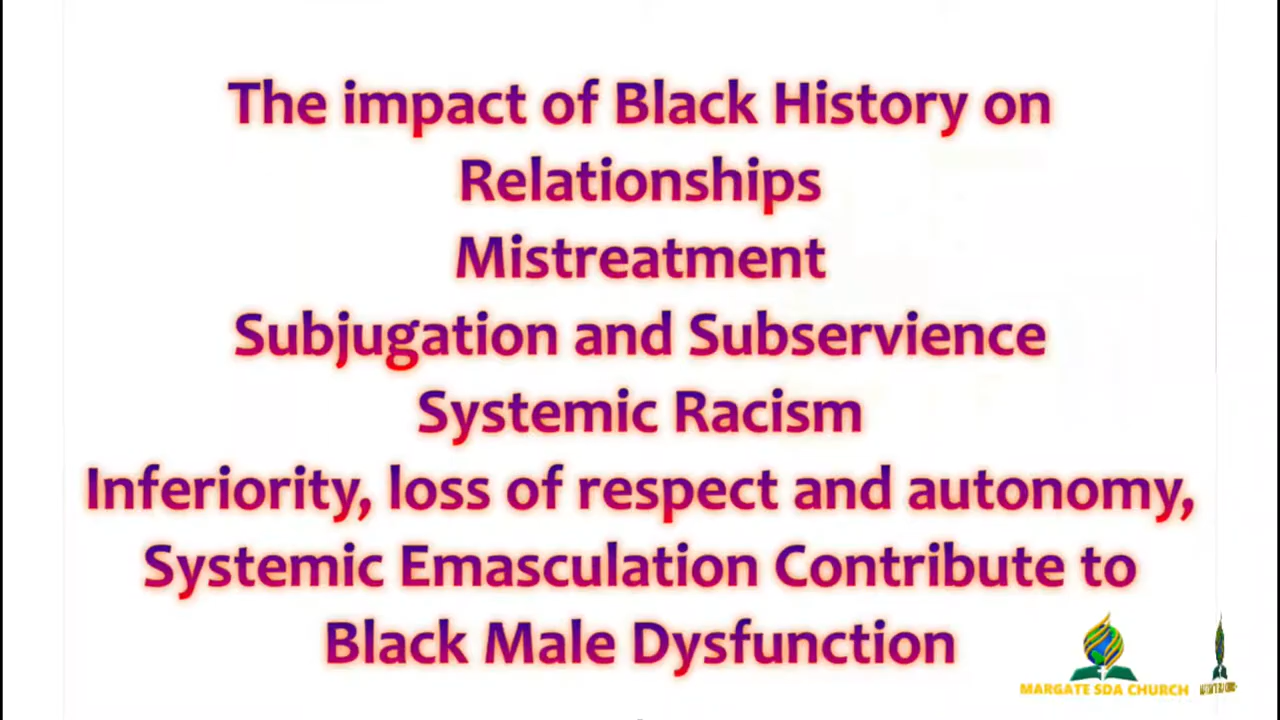 The impact of Black History on
Relationships
Mistreatment
Subjugation and Subservience
Systemic Racism
Inferiority, loss of respect and autonomy,
Systemic Emasculation Contribute to
Black Male Dysfunction
MARGATE SDA CHURCH